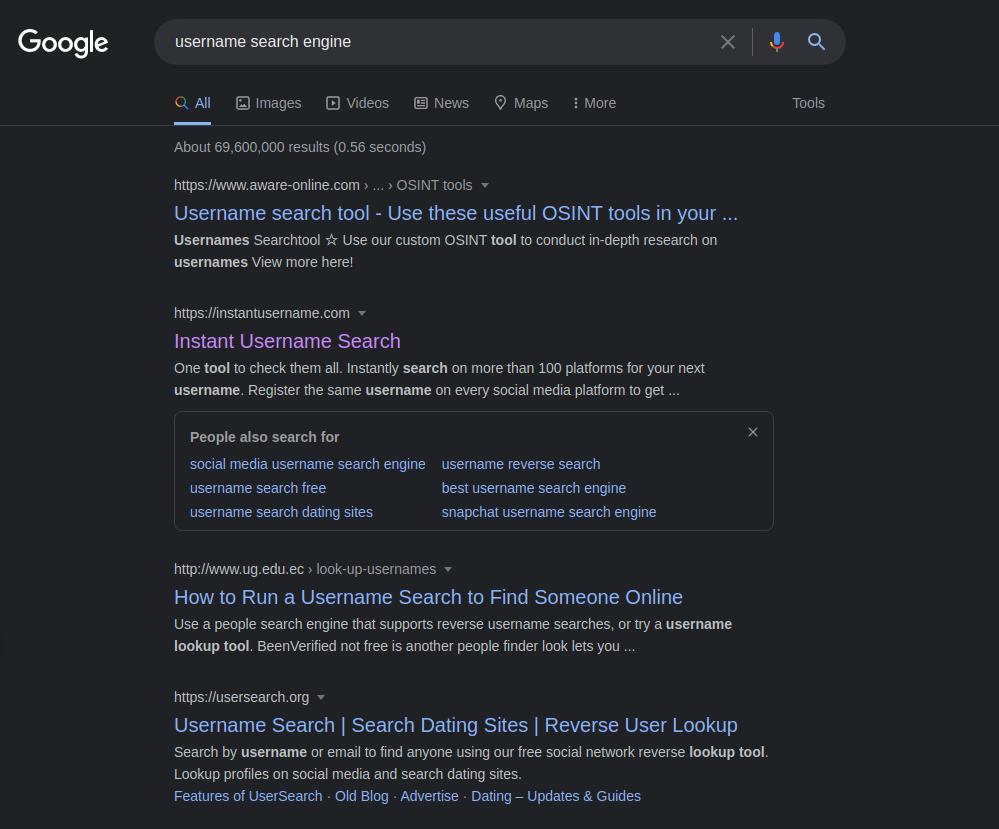 Google
username search engine
All
Images
Videos
News
Maps
More
Tools
About 69,600,000 results (0.56 seconds)
https://www.aware-online.com › ... › OSINT tools
Username search tool - Use these useful OSINT tools in your ...
Usernames Searchtool ☆ Use our custom OSINT tool to conduct in-depth research on
usernames View more here!
https://instantusername.com
Instant Username Search
One tool to check them all. Instantly search on more than 100 platforms for your next
username. Register the same username on every social media platform to get ...
People also search for
social media username search engine
username reverse search
username search free
best username search engine
username search dating sites
snapchat username search engine
http://www.ug.edu.ec › look-up-usernames
How to Run a Username Search to Find Someone Online
Use a people search engine that supports reverse username searches, or try a username
lookup tool. BeenVerified not free is another people finder look lets you ...
https://usersearch.org
Username Search | Search Dating Sites | Reverse User Lookup
Search by username or email to find anyone using our free social network reverse lookup tool.
Lookup profiles on social media and search dating sites.
Features of UserSearch · Old Blog · Advertise · Dating – Updates & Guides